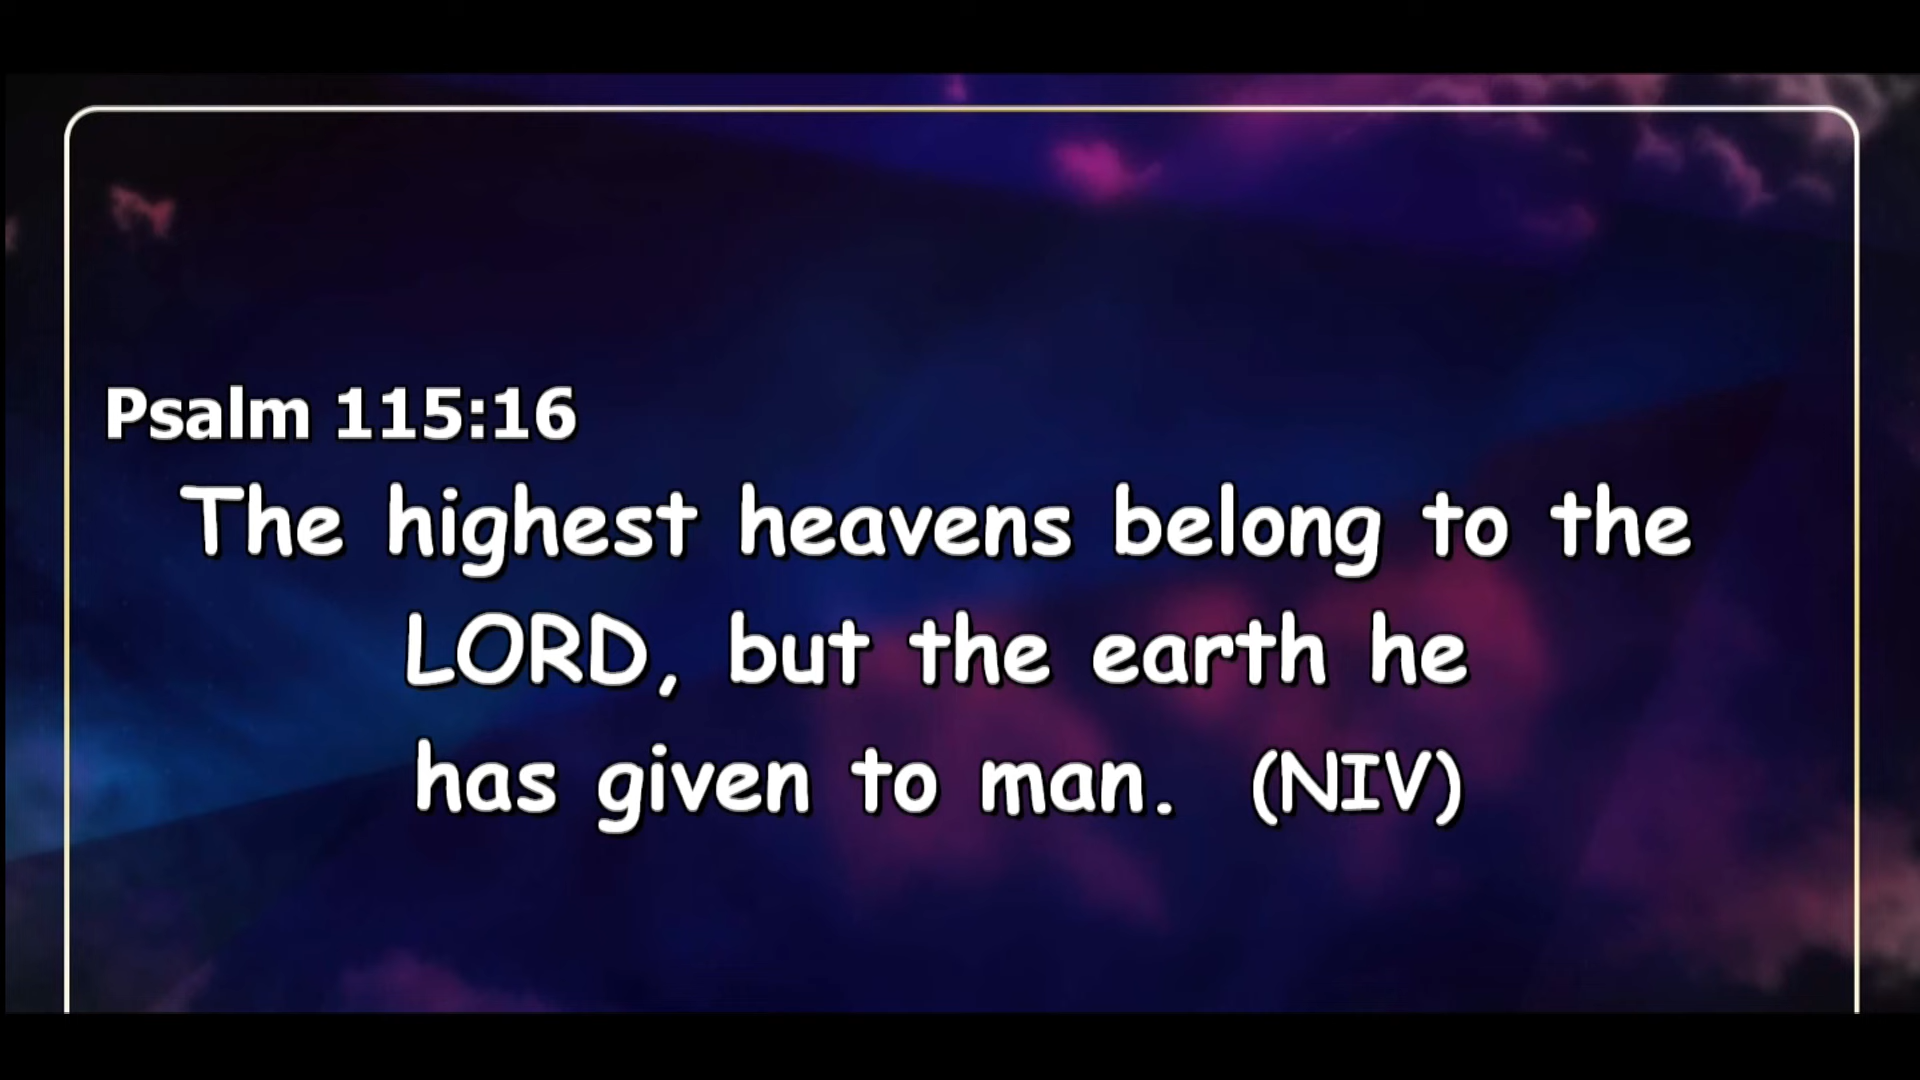 Psalm 115:16
The highest heavens belong to the
LORD, but the earth he
has given to man. (NIV)